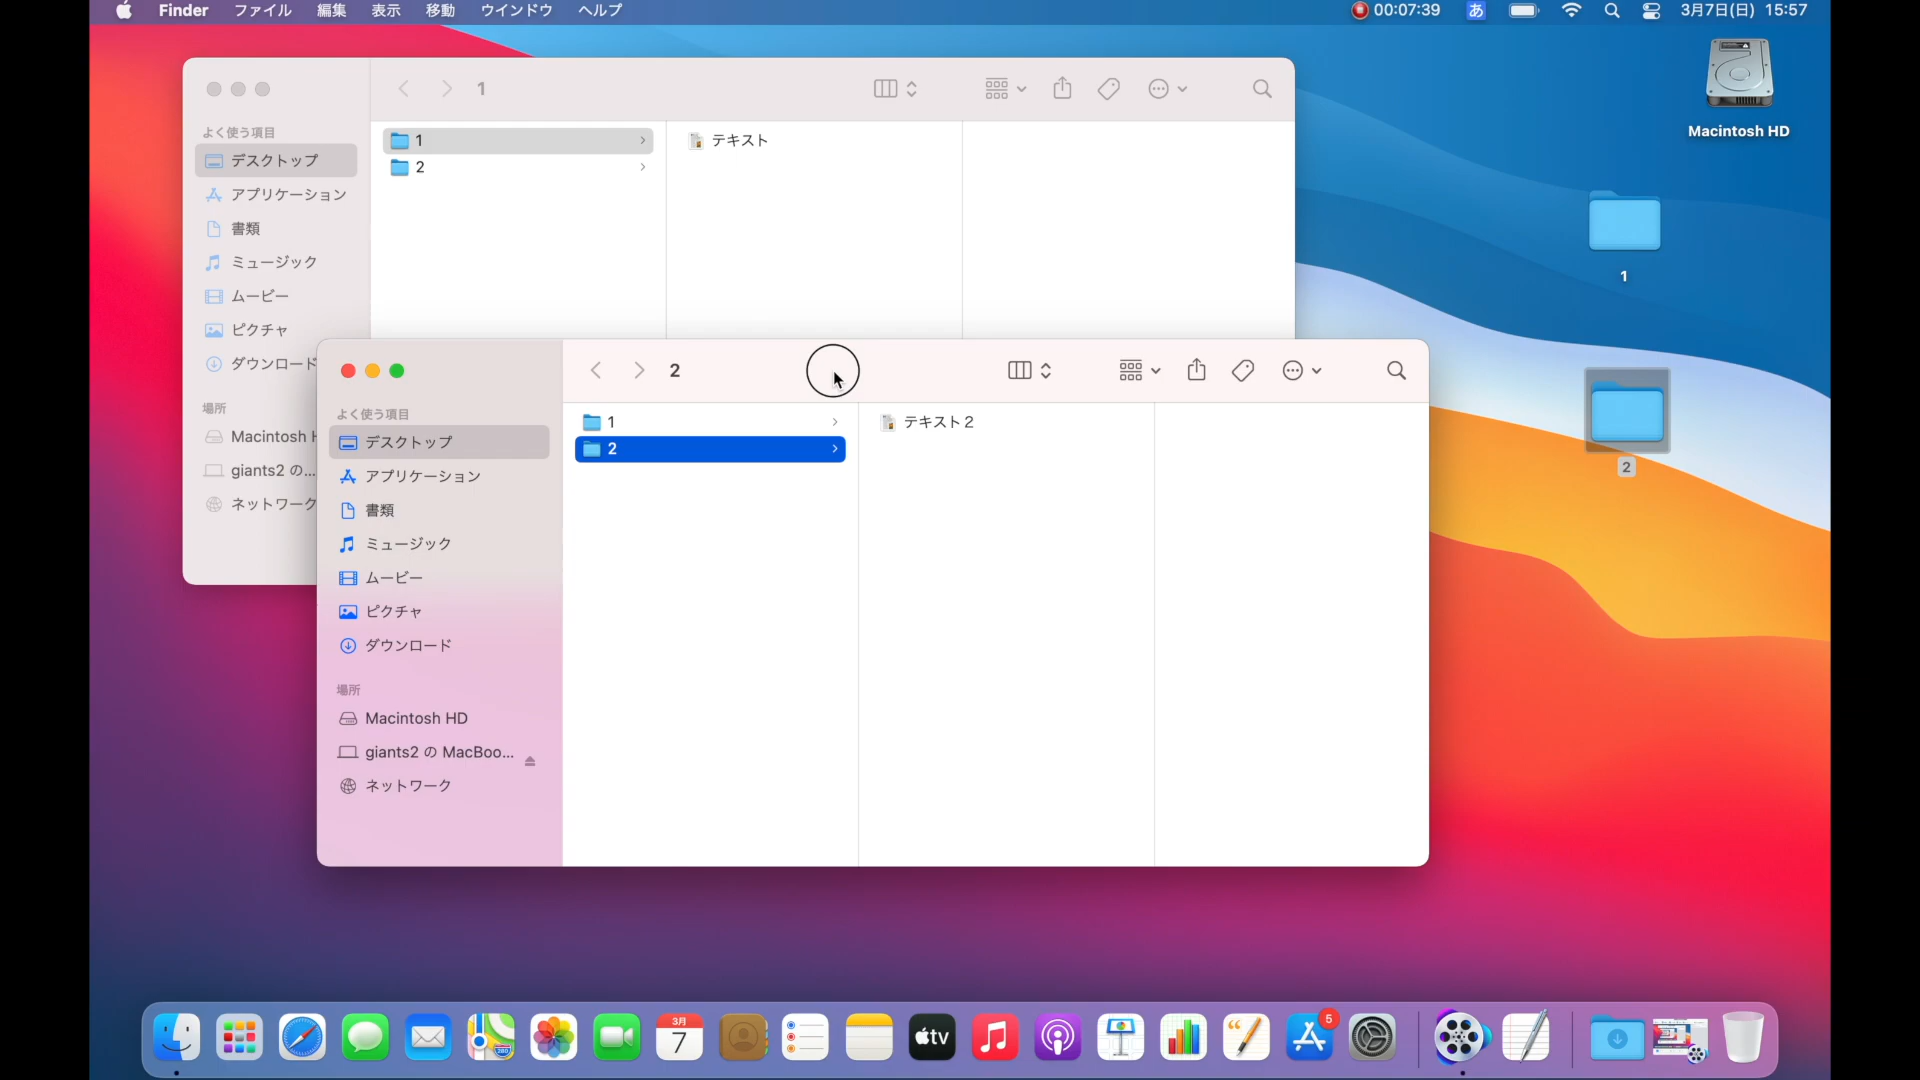 Finder ファイル 編集 表示 移動 ウインドウ ヘルプ 00:07:39 あ 3月7日(日) 15:57
Macintosh HD
1
よく使う項目
デスクトップ
アプリケーション
書類
ミュージック
ムービー
ピクチャ
ダウンロード
場所
Macintosh H
giants2 の...
ネットワーク
1
2
テキスト
1
2
2
よく使う項目
デスクトップ
アプリケーション
書類
ミュージック
ムービー
ピクチャ
ダウンロード
場所
Macintosh HD
giants2 の MacBoo...
ネットワーク
1
2
テキスト2
3月
7
280
tv
5